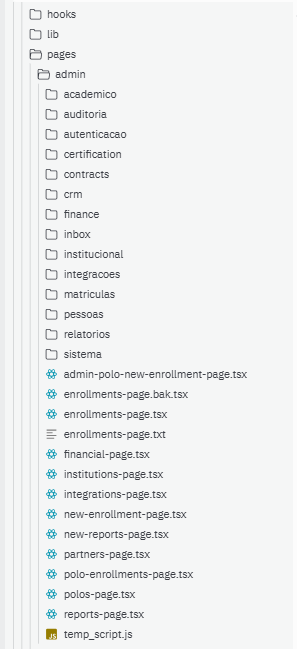 hooks
lib
pages
admin
academico
auditoria
autenticacao
certification
contracts
crm
finance
inbox
institucional
integracoes
matriculas
pessoas
relatorios
sistema
admin-polo-new-enrollment-page.tsx
enrollments-page.bak.tsx
enrollments-page.tsx
enrollments-page.txt
financial-page.tsx
institutions-page.tsx
integrations-page.tsx
new-enrollment-page.tsx
new-reports-page.tsx
partners-page.tsx
polo-enrollments-page.tsx
polos-page.tsx
reports-page.tsx
JS temp_script.js